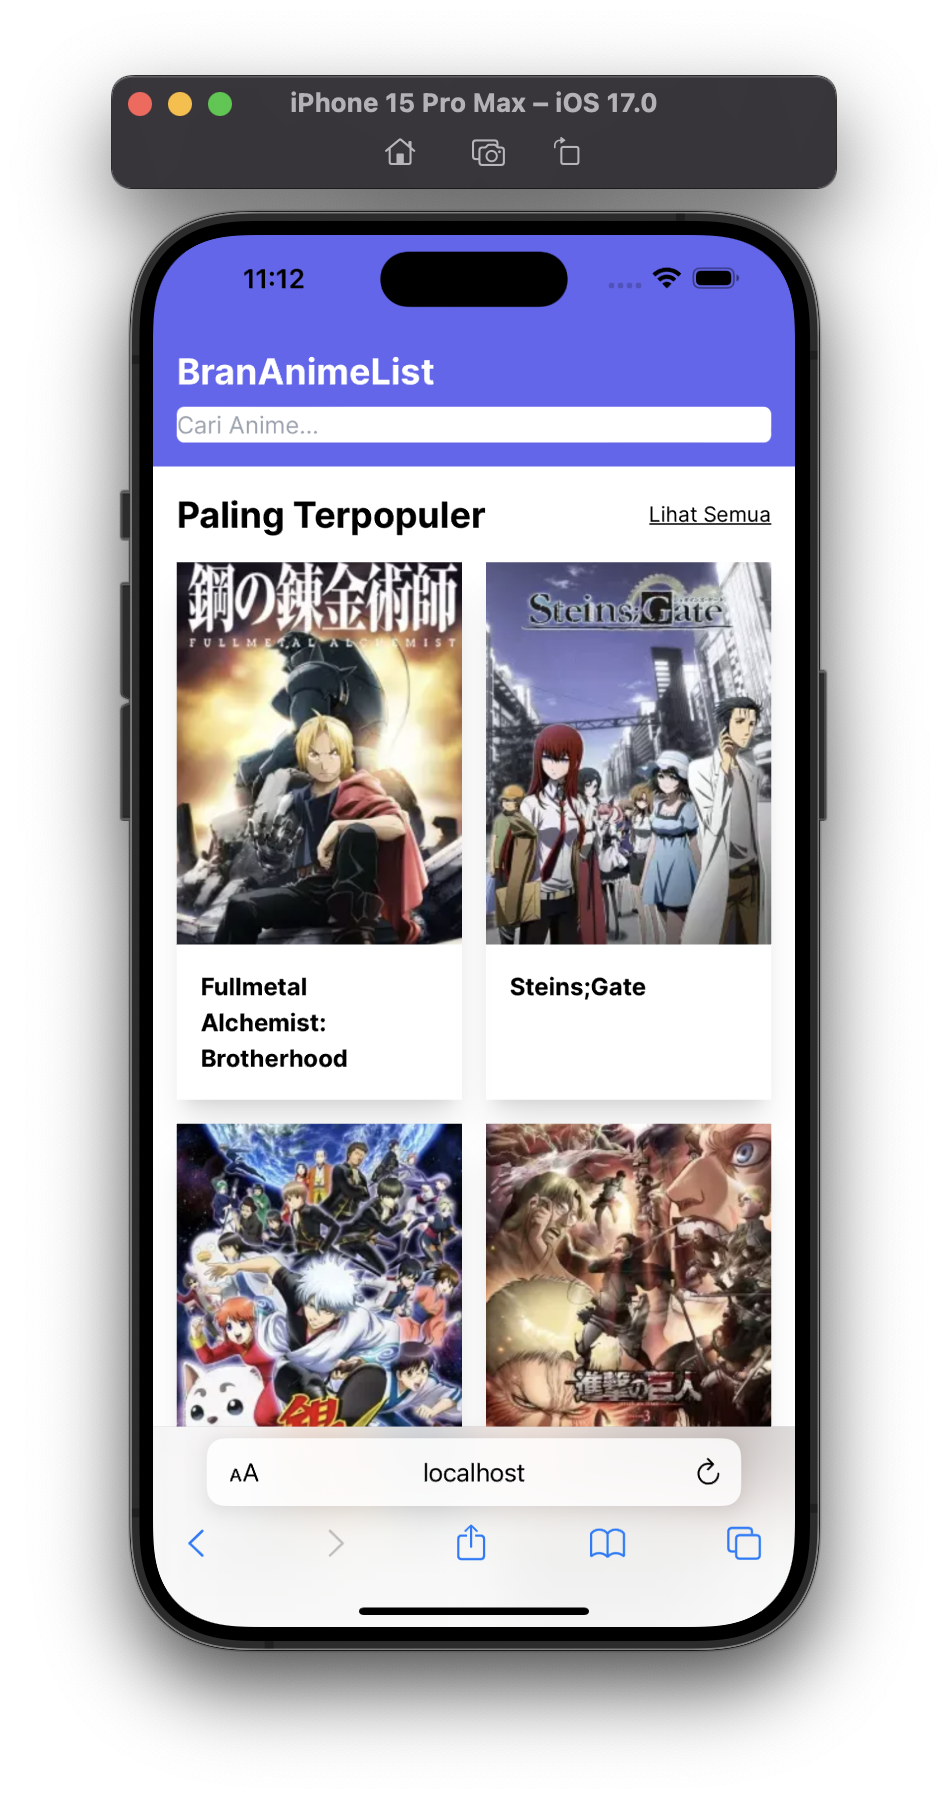 iPhone 15 Pro Max – iOS 17.0
11:12
BranAnimeList
Cari Anime...
Paling Terpopuler
Lihat Semua
鋼の錬金術師
FULLMETAL ALCHEMIST
Steins;Gate
Fullmetal
Alchemist:
Brotherhood
Steins;Gate
進撃の巨人
3
AA
localhost